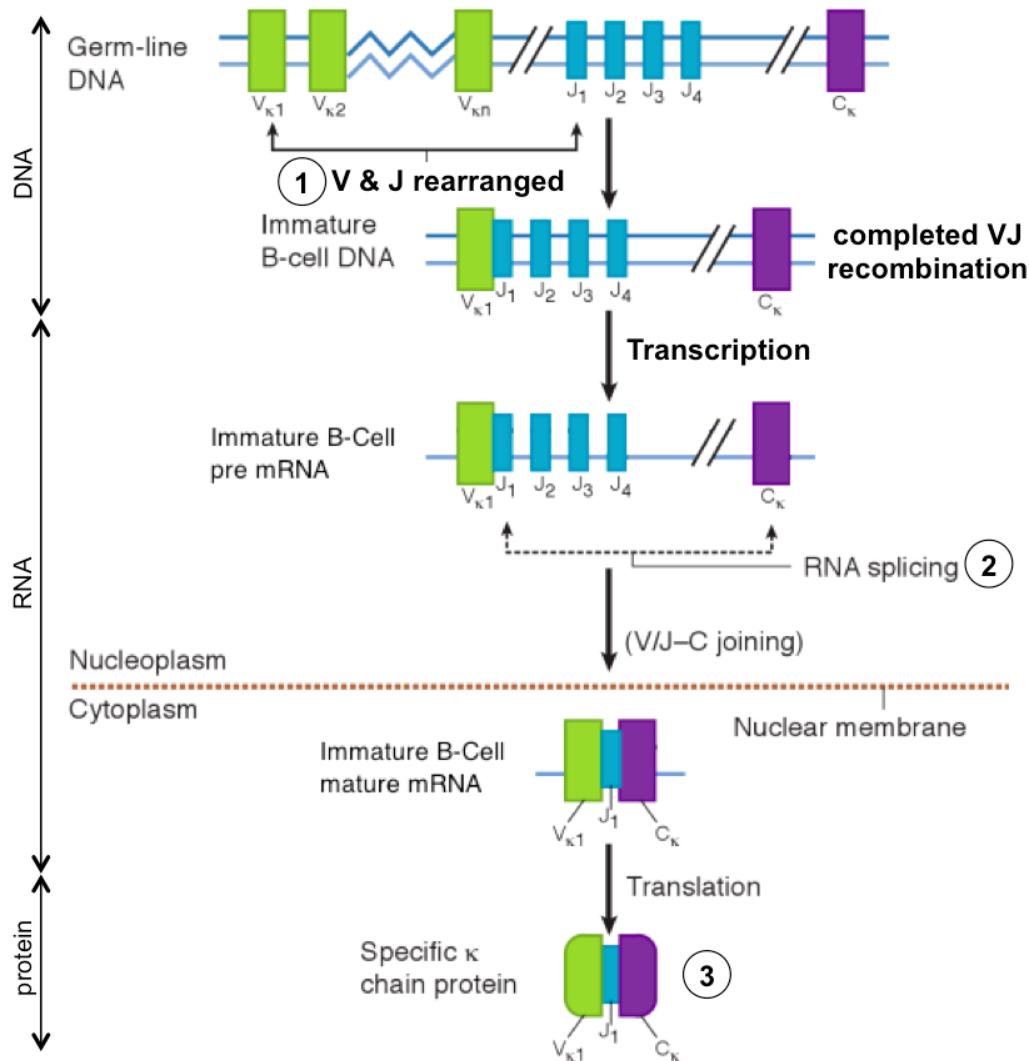 DNA
Germ-line
DNA
Vκ1 Vκ2 Vκn J1 J2 J3 J4 Cκ
1 V & J rearranged
Immature
B-cell DNA
completed VJ
recombination
Vκ1 J1 J2 J3 J4 Cκ
Transcription
RNA
Immature B-Cell
pre mRNA
Vκ1 J1 J2 J3 J4 Cκ
RNA splicing 2
(V/J–C joining)
Nucleoplasm
Cytoplasm
Nuclear membrane
Immature B-Cell
mature mRNA
Vκ1 J1 Cκ
Translation
protein
Specific κ
chain protein
3
Vκ1 J1 Cκ